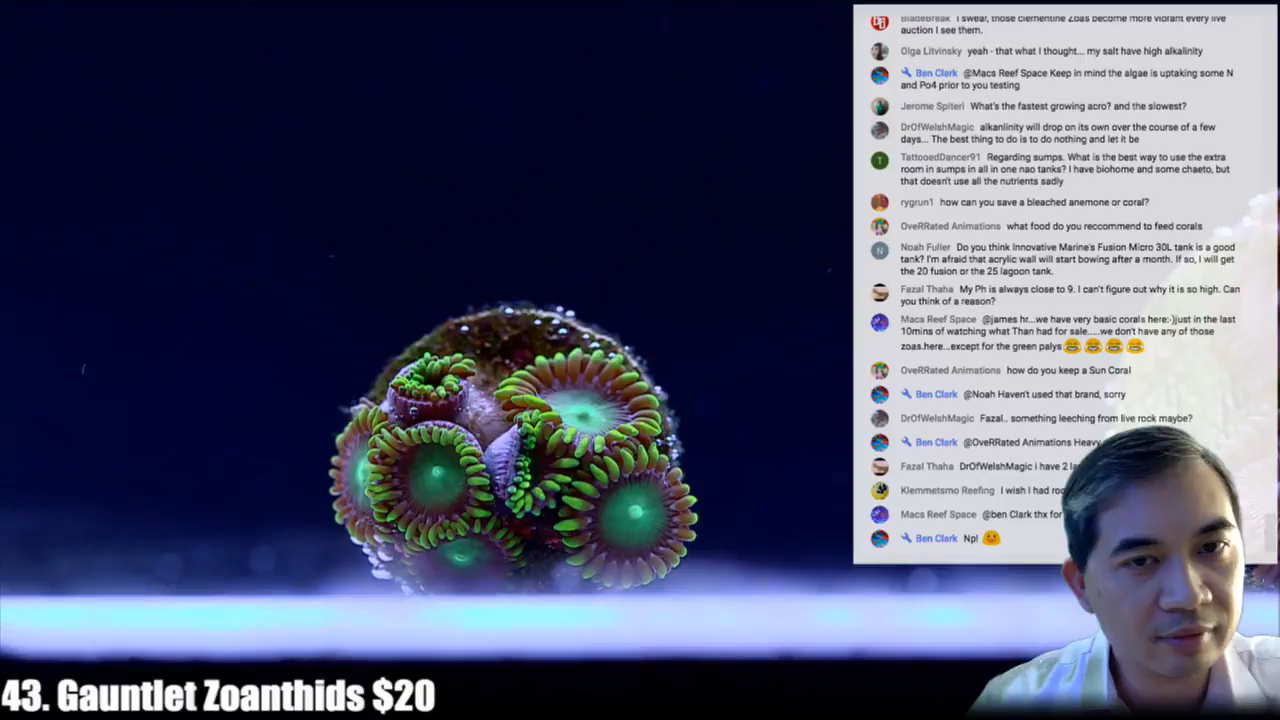 BladeBreak I swear, those clementine Zoas become more vibrant every live
auction I see them.
Olga Litvinsky yeah - that what I thought... my salt have high alkalinity
Ben Clark @Macs Reef Space Keep in mind the algae is uptaking some N
and Po4 prior to you testing
Jerome Spiteri What's the fastest growing acro? and the slowest?
DrOfWelshMagic alkanlinity will drop on its own over the course of a few
days... The best thing to do is to do nothing and let it be
T
TattooedDancer91 Regarding sumps. What is the best way to use the extra
room in sumps in all in one nao tanks? I have biohome and some chaeto, but
that doesn't use all the nutrients sadly
rygrun1 how can you save a bleached anemone or coral?
OveRRated Animations what food do you reccommend to feed corals
N
Noah Fuller Do you think Innovative Marine's Fusion Micro 30L tank is a good
tank? I'm afraid that acrylic wall will start bowing after a month. If so, I will get
the 20 fusion or the 25 lagoon tank.
Fazal Thaha My Ph is always close to 9. I can't figure out why it is so high. Can
you think of a reason?
Macs Reef Space @james hr...we have very basic corals here:-)just in the last
10mins of watching what Than had for sale.....we don't have any of those
zoas.here...except for the green palys 😂 😂 😂 😂
OveRRated Animations how do you keep a Sun Coral
Ben Clark @Noah Haven't used that brand, sorry
DrOfWelshMagic Fazal.. something leeching from live rock maybe?
Ben Clark @OveRRated Animations Heavy
Fazal Thaha DrOfWelshMagic i have 2
Klemmetsmo Reefing I wish I had
Macs Reef Space @ben Clark thx for
Ben Clark Np!
43. Gauntlet Zoanthids $20